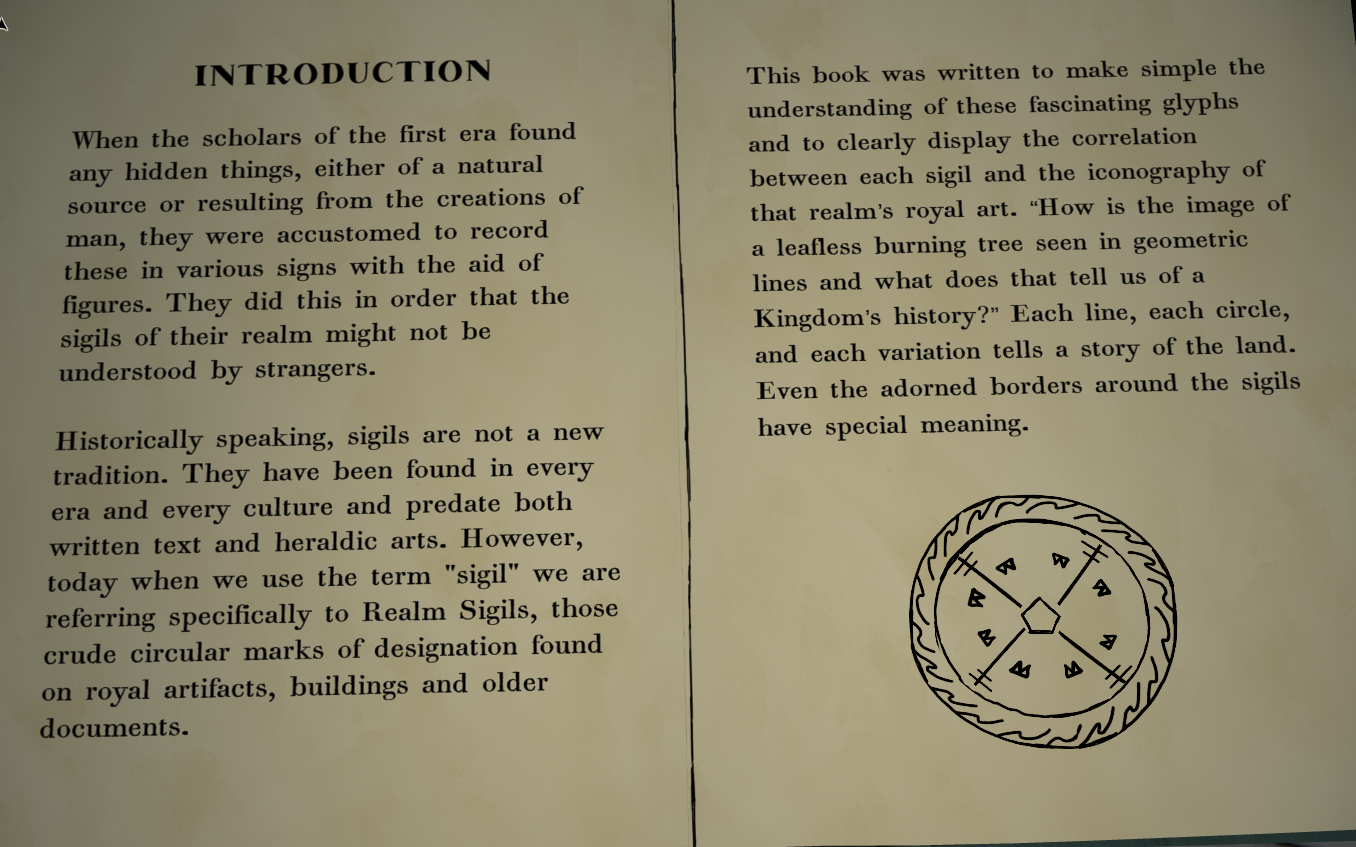 INTRODUCTION
When the scholars of the first era found
any hidden things, either of a natural
source or resulting from the creations of
man, they were accustomed to record
these in various signs with the aid of
figures. They did this in order that the
sigils of their realm might not be
understood by strangers.
Historically speaking, sigils are not a new
tradition. They have been found in every
era and every culture and predate both
written text and heraldic arts. However,
today when we use the term "sigil" we are
referring specifically to Realm Sigils, those
crude circular marks of designation found
on royal artifacts, buildings and older
documents.
This book was written to make simple the
understanding of these fascinating glyphs
and to clearly display the correlation
between each sigil and the iconography of
that realm's royal art. “How is the image of
a leafless burning tree seen in geometric
lines and what does that tell us of a
Kingdom's history?” Each line, each circle,
and each variation tells a story of the land.
Even the adorned borders around the sigils
have special meaning.